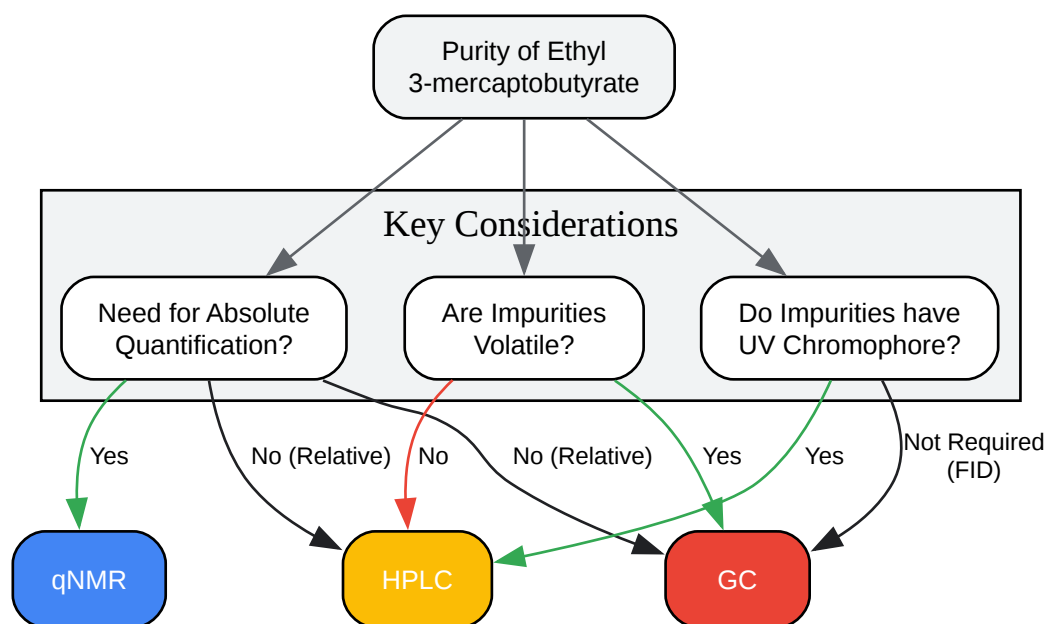 Purity of Ethyl
3-mercaptobutyrate
Key Considerations
Need for Absolute
Quantification?
Are Impurities
Volatile?
Do Impurities have
UV Chromophore?
Yes
No (Relative)
No
No (Relative)
Yes
Yes
Not Required
(FID)
qNMR
HPLC
GC